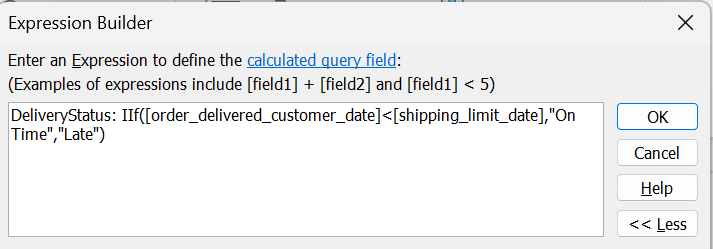 Expression Builder
Enter an Expression to define the calculated query field:
(Examples of expressions include [field1] + [field2] and [field1] < 5)
DeliveryStatus: IIf([order_delivered_customer_date]<[shipping_limit_date],"On
Time","Late")
OK
Cancel
Help
<< Less